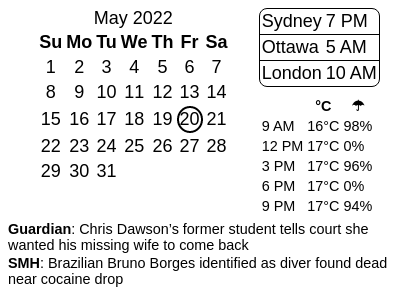 May 2022
Su Mo Tu We Th Fr Sa
1 2 3 4 5 6 7
8 9 10 11 12 13 14
15 16 17 18 19 20 21
22 23 24 25 26 27 28
29 30 31
Sydney 7 PM
Ottawa 5 AM
London 10 AM
°C ☂
9 AM 16°C 98%
12 PM 17°C 0%
3 PM 17°C 96%
6 PM 17°C 0%
9 PM 17°C 94%
Guardian: Chris Dawson’s former student tells court she
wanted his missing wife to come back
SMH: Brazilian Bruno Borges identified as diver found dead
near cocaine drop